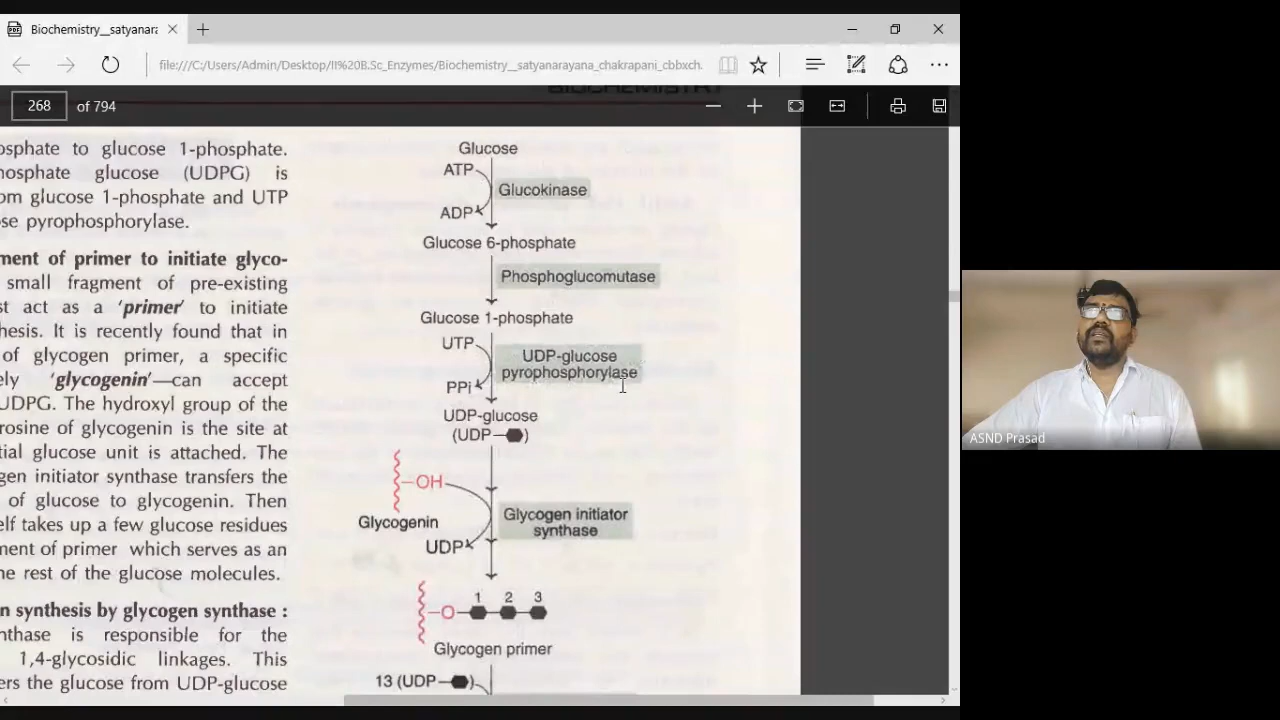 Biochemistry__satyanara
file:///C:/Users/Admin/Desktop/II%20B.Sc_Enzymes/Biochemistry__satyanarayana_chakrapani_cbbxch.
BIOCHEMISTRY
268 of 794
osphate to glucose 1-phosphate.
hosphate glucose (UDPG) is
om glucose 1-phosphate and UTP
ose pyrophosphorylase.
ment of primer to initiate glyco-
small fragment of pre-existing
st act as a 'primer' to initiate
hesis. It is recently found that in
of glycogen primer, a specific
ely 'glycogenin'—can accept
UDPG. The hydroxyl group of the
rosine of glycogenin is the site at
tial glucose unit is attached. The
gen initiator synthase transfers the
of glucose to glycogenin. Then
elf takes up a few glucose residues
ment of primer which serves as an
he rest of the glucose molecules.
n synthesis by glycogen synthase :
nthase is responsible for the
1,4-glycosidic linkages. This
ers the glucose from UDP-glucose
Glucose
ATP
Glucokinase
ADP
Glucose 6-phosphate
Phosphoglucomutase
Glucose 1-phosphate
UTP
UDP-glucose
pyrophosphorylase
PPi
UDP-glucose
(UDP— )
—OH
Glycogenin
Glycogen initiator
synthase
UDP
1 2 3
—O
Glycogen primer
13 (UDP— )
ASND Prasad